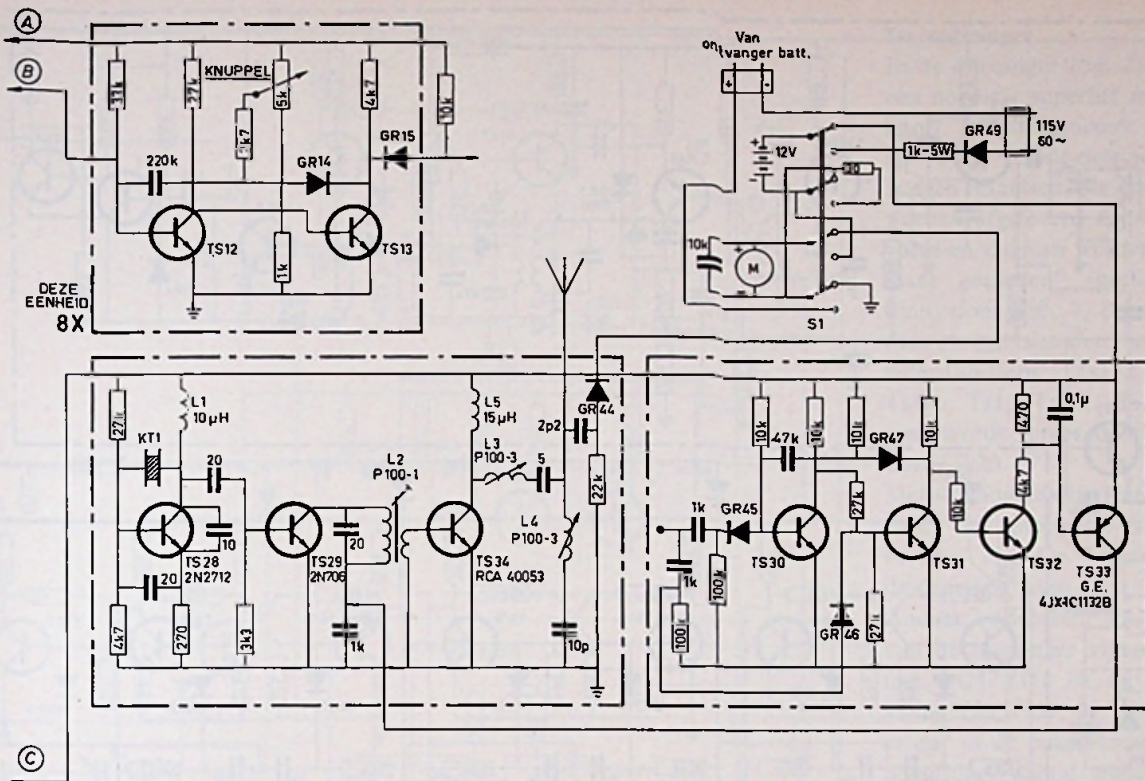 A
B
33k
27k
KNUPPEL
5k
4k7
10k
2k7
GR15
220k
GR14
TS12
TS13
1k
DEZE
EENHEID
8X
Van
ontvanger batt.
+
-
12V
1k-5W
GR49
115V
60~
30
10k
M
S1
L1
10µH
27k
KT1
20
10
TS28
2N2712
20
4k7
270
3k3
TS29
2N706
20
L2
P100-1
1k
L5
15µH
L3
P100-3
5
2p2
GR44
22k
L4
P100-3
TS34
RCA 40053
10p
10k
47k
10k
10k
GR47
10k
470
0,1µ
1k
GR45
27k
10k
4k7
1k
100k
100k
TS30
TS31
TS32
TS33
G.E.
4JX1C1132B
GR46
27k
C